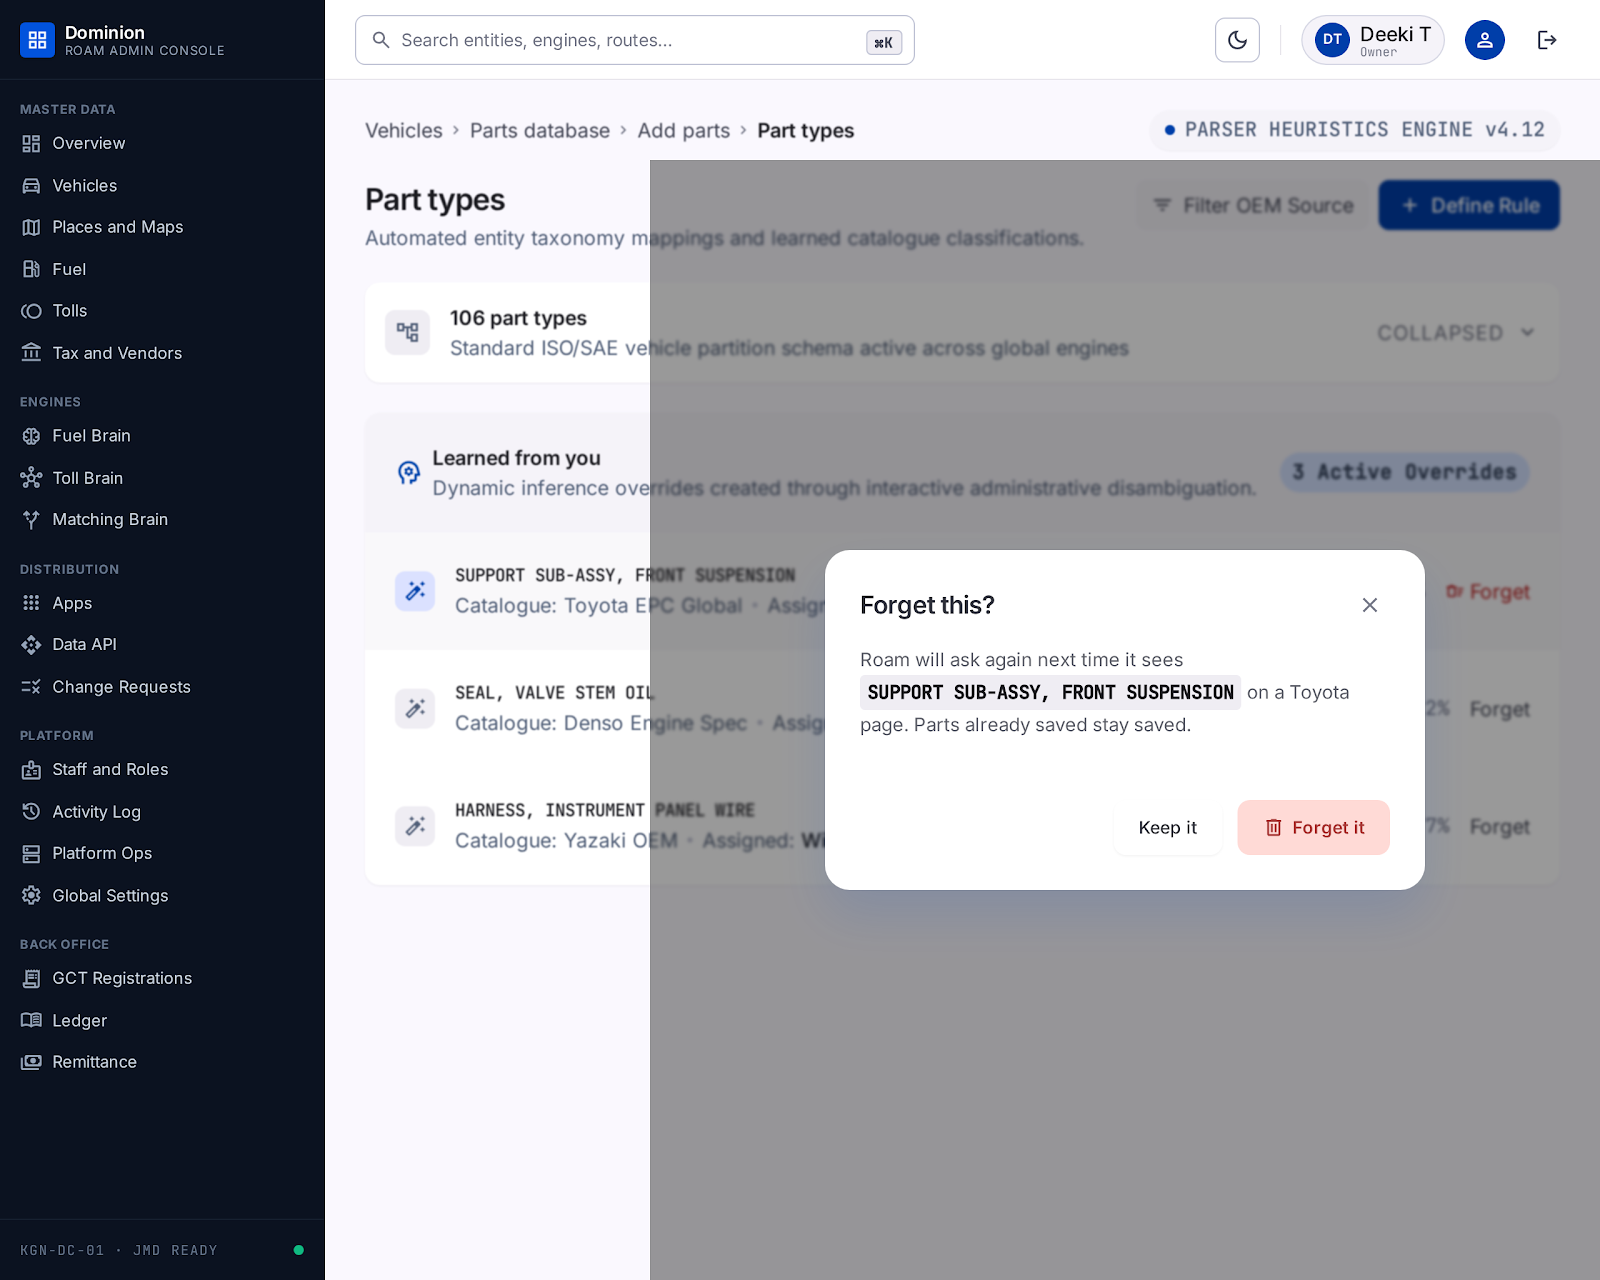 Dominion
ROAM ADMIN CONSOLE
Search entities, engines, routes...
⌘K
DT
Deeki T
Owner
MASTER DATA
Overview
Vehicles
Places and Maps
Fuel
Tolls
Tax and Vendors
ENGINES
Fuel Brain
Toll Brain
Matching Brain
DISTRIBUTION
Apps
Data API
Change Requests
PLATFORM
Staff and Roles
Activity Log
Platform Ops
Global Settings
BACK OFFICE
GCT Registrations
Ledger
Remittance
KGN-DC-01 · JMD READY
Vehicles › Parts database › Add parts › Part types
PARSER HEURISTICS ENGINE v4.12
Part types
Automated entity taxonomy mappings and learned catalogue classifications.
Filter OEM Source
Define Rule
106 part types
Standard ISO/SAE vehicle partition schema active across global engines
COLLAPSED
Learned from you
Dynamic inference overrides created through interactive administrative disambiguation.
3 Active Overrides
SUPPORT SUB-ASSY, FRONT SUSPENSION
Catalogue: Toyota EPC Global ·
Forget
SEAL, VALVE STEM OIL
Catalogue: Denso Engine Spec ·
2% Forget
HARNESS, INSTRUMENT PANEL WIRE
Catalogue: Yazaki OEM · Assigned:
7% Forget
Forget this?
Roam will ask again next time it sees
SUPPORT SUB-ASSY, FRONT SUSPENSION on a Toyota
page. Parts already saved stay saved.
Keep it
Forget it